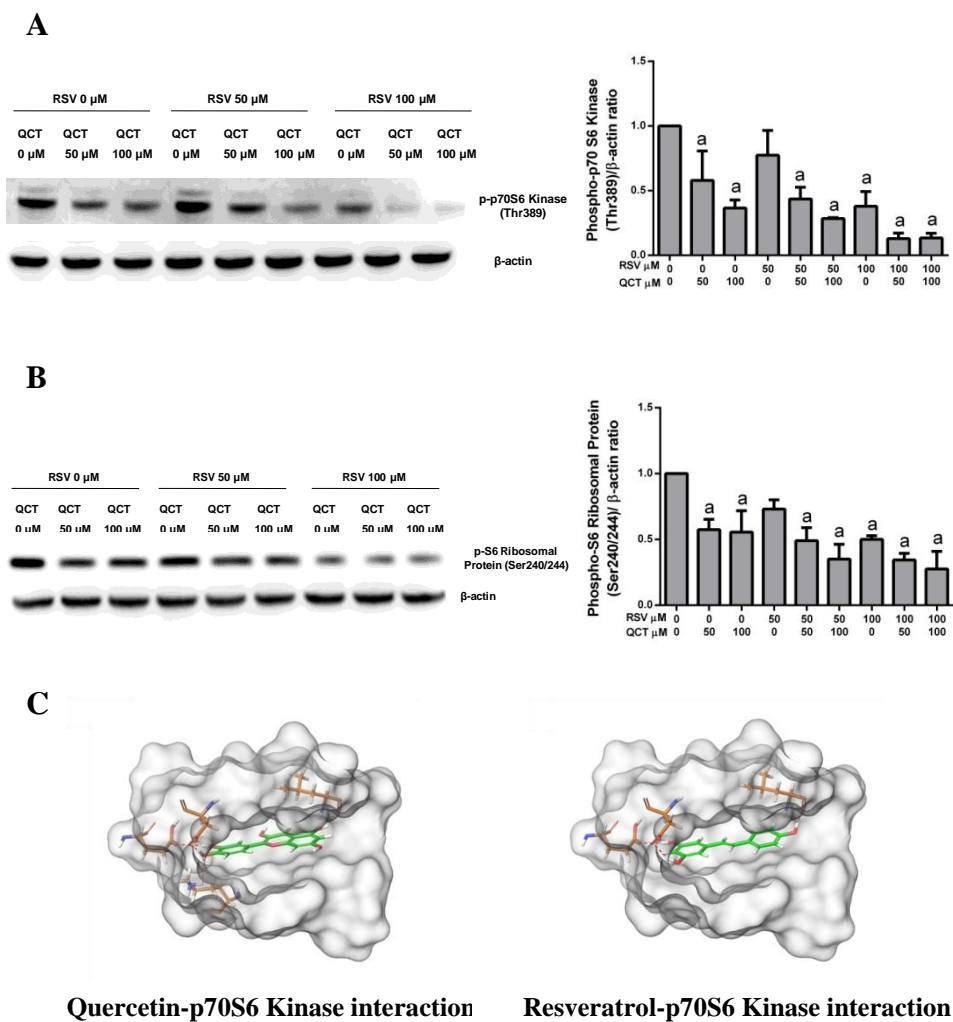 A
RSV 0 µM RSV 50 µM RSV 100 µM
QCT QCT QCT QCT QCT QCT QCT QCT QCT
0 µM 50 µM 100 µM 0 µM 50 µM 100 µM 0 µM 50 µM 100 µM
p-p70S6 Kinase
(Thr389)
β-actin
Phospho-p70 S6 Kinase
(Thr389)/β-actin ratio
1.5
1.0
0.5
0.0
a a a a a a a
RSV µM 0 0 0 50 50 50 100 100 100
QCT µM 0 50 100 0 50 100 0 50 100
B
RSV 0 µM RSV 50 µM RSV 100 µM
QCT QCT QCT QCT QCT QCT QCT QCT QCT
0 µM 50 µM 100 µM 0 µM 50 µM 100 µM 0 µM 50 µM 100 µM
p-S6 Ribosomal
Protein (Ser240/244)
β-actin
Phospho-S6 Ribosomal Protein
(Ser240/244)/ β-actin ratio
1.5
1.0
0.5
0.0
a a a a a a a
RSV µM 0 0 0 50 50 50 100 100 100
QCT µM 0 50 100 0 50 100 0 50 100
C
Quercetin-p70S6 Kinase interaction Resveratrol-p70S6 Kinase interaction